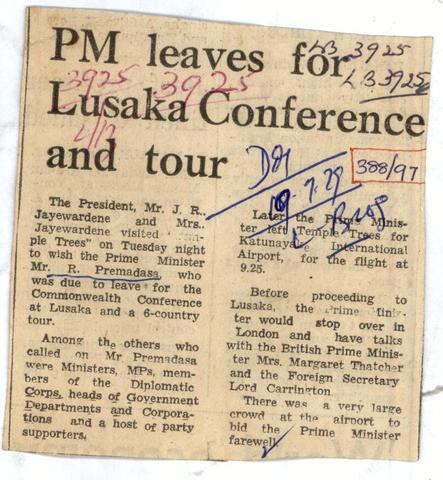 PM leaves for
Lusaka Conference
and tour
LB 3925
LB 3925
3925
3925
388/97
The President, Mr. J. R.
Jayewardene and Mrs.
Jayewardene visited
ple Trees" on Tuesday night
to wish the Prime Minister
Mr. R. Premadasa, who
was due to leave for the
Commonwealth Conference
at Lusaka and a 6-country
tour.
Among the others who
called on Mr Premadasa
were Ministers, MPs, mem-
bers of the Diplomatic
Corps, heads of Government
Departments and Corpora-
tions and a host of party
supporters.
Later the Prime Minis-
ter left Temple Trees for
Katunayake International
Airport, for the flight at
9.25.
Before proceeding to
Lusaka, the Prime Minis-
ter would stop over in
London and have talks
with the British Prime Minis-
ter Mrs. Margaret Thatcher
and the Foreign Secretary
Lord Carrington.
There was a very large
crowd at the airport to
bid the Prime Minister
farewell.